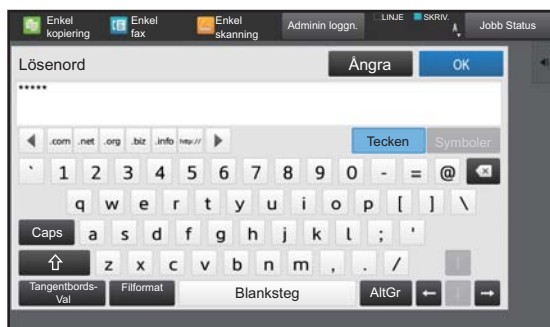 Enkel kopiering
Enkel fax
Enkel skanning
Adminin loggn.
LINJE
SKRIV.
Jobb Status
Lösenord
Ångra
OK
*****
.com .net .org .biz .info http://
Tecken
Symboler
` 1 2 3 4 5 6 7 8 9 0 - = @
q w e r t y u i o p [ ] \
Caps a s d f g h j k l ; '
z x c v b n m , . /
Tangentbords-
Val
Filformat
Blanksteg
AltGr